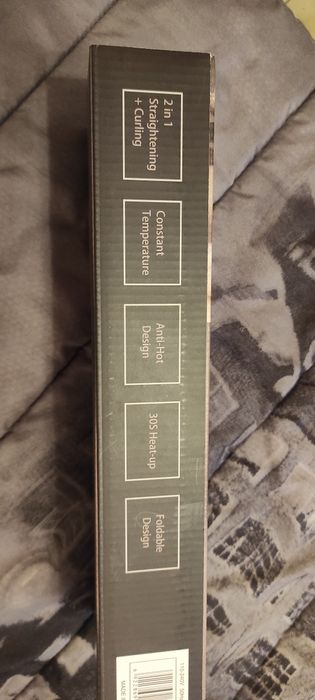 2 in 1
Straightening
+ Curling
Constant
Temperature
Anti-Hot
Design
30S Heat-up
Foldable
Design